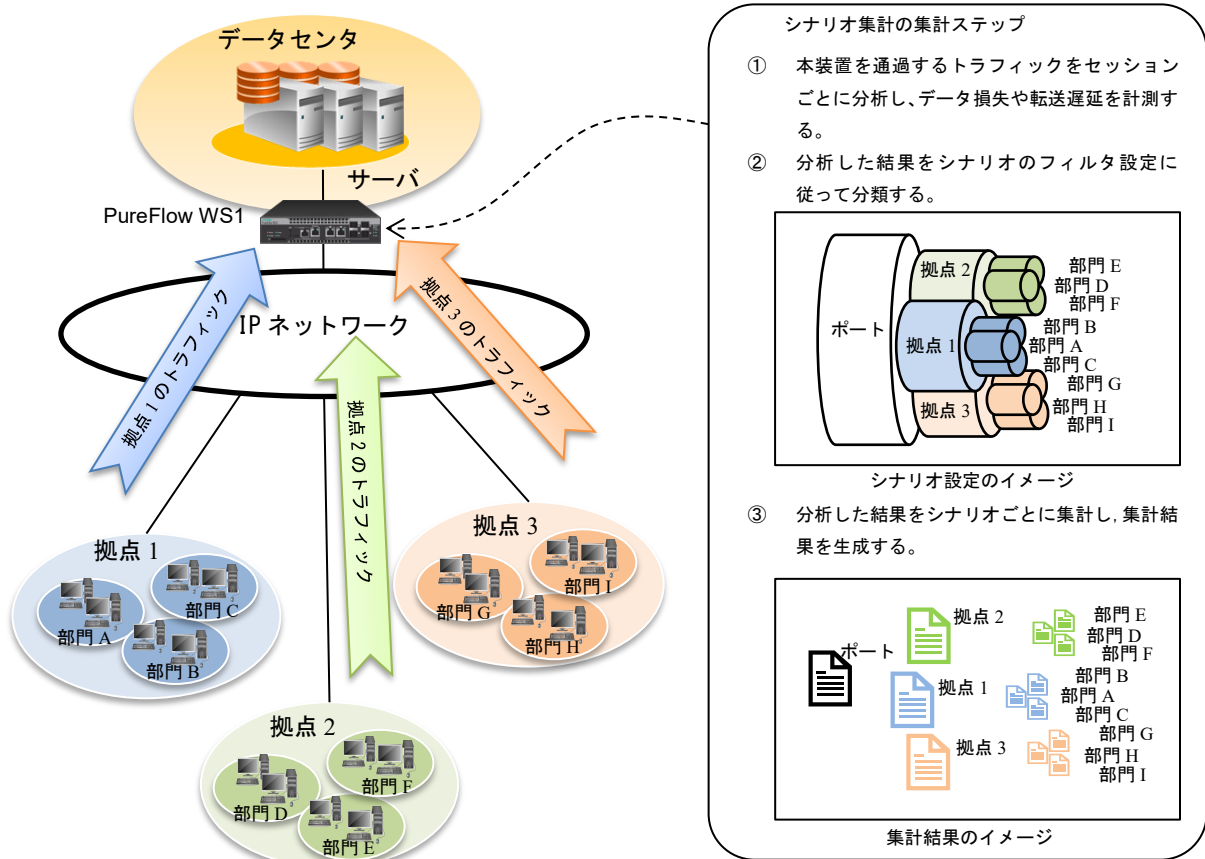 データセンタ
サーバ
PureFlow WS1
IP ネットワーク
拠点 1 のトラフィック
拠点 2 のトラフィック
拠点 3 のトラフィック
拠点 1
部門 A
部門 C
部門 B
拠点 2
部門 D
部門 F
部門 E
拠点 3
部門 G
部門 I
部門 H
シナリオ集計の集計ステップ
① 本装置を通過するトラフィックをセッション
ごとに分析し、データ損失や転送遅延を計測す
る。
② 分析した結果をシナリオのフィルタ設定に
従って分類する。
ポート
拠点 2
拠点 1
拠点 3
部門 E
部門 D
部門 F
部門 B
部門 A
部門 C
部門 G
部門 H
部門 I
シナリオ設定のイメージ
③ 分析した結果をシナリオごとに集計し, 集計結
果を生成する。
ポート
拠点 2
拠点 1
拠点 3
部門 E
部門 D
部門 F
部門 B
部門 A
部門 C
部門 G
部門 H
部門 I
集計結果のイメージ